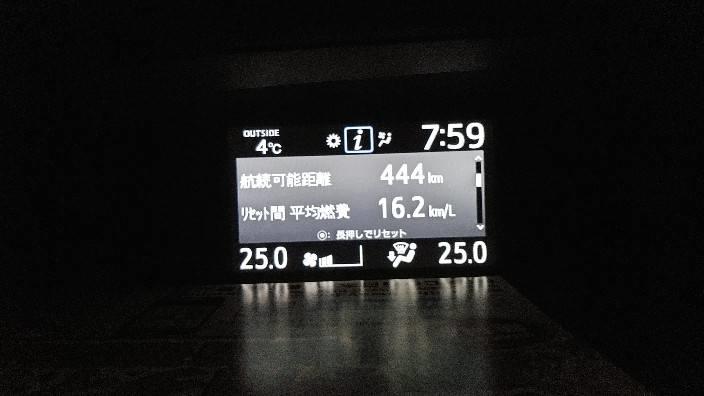 OUTSIDE
4℃
i
7:59
航続可能距離 444 km
リセット間 平均燃費 16.2 km/L
◉: 長押しでリセット
25.0 25.0